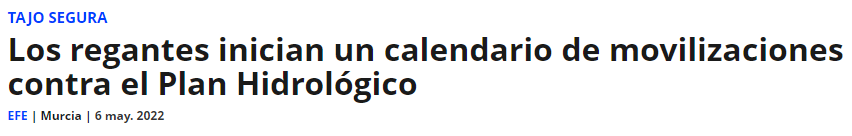 TAJO SEGURA
Los regantes inician un calendario de movilizaciones
contra el Plan Hidrológico
EFE | Murcia | 6 may. 2022